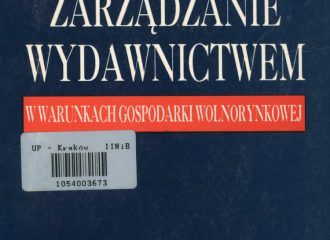 ZARZĄDZANIE
WYDAWNICTWEM
W WARUNKACH GOSPODARKI WOLNORYNKOWEJ
UP - Kraków IINiB
1054003673